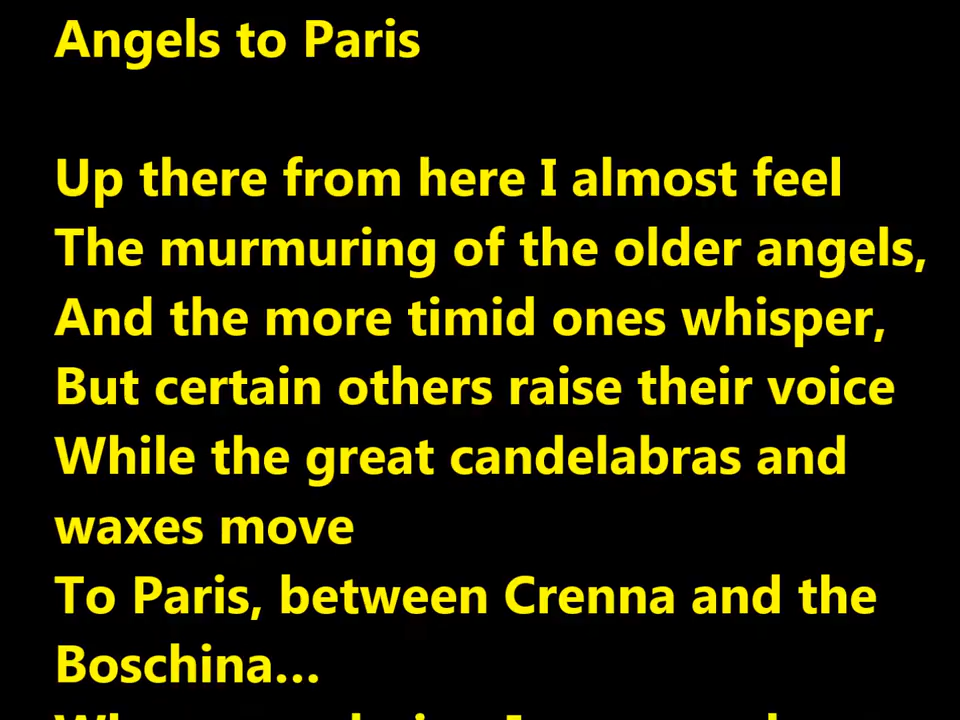 Angels to Paris
Up there from here I almost feel
The murmuring of the older angels,
And the more timid ones whisper,
But certain others raise their voice
While the great candelabras and
waxes move
To Paris, between Crenna and the
Boschina...